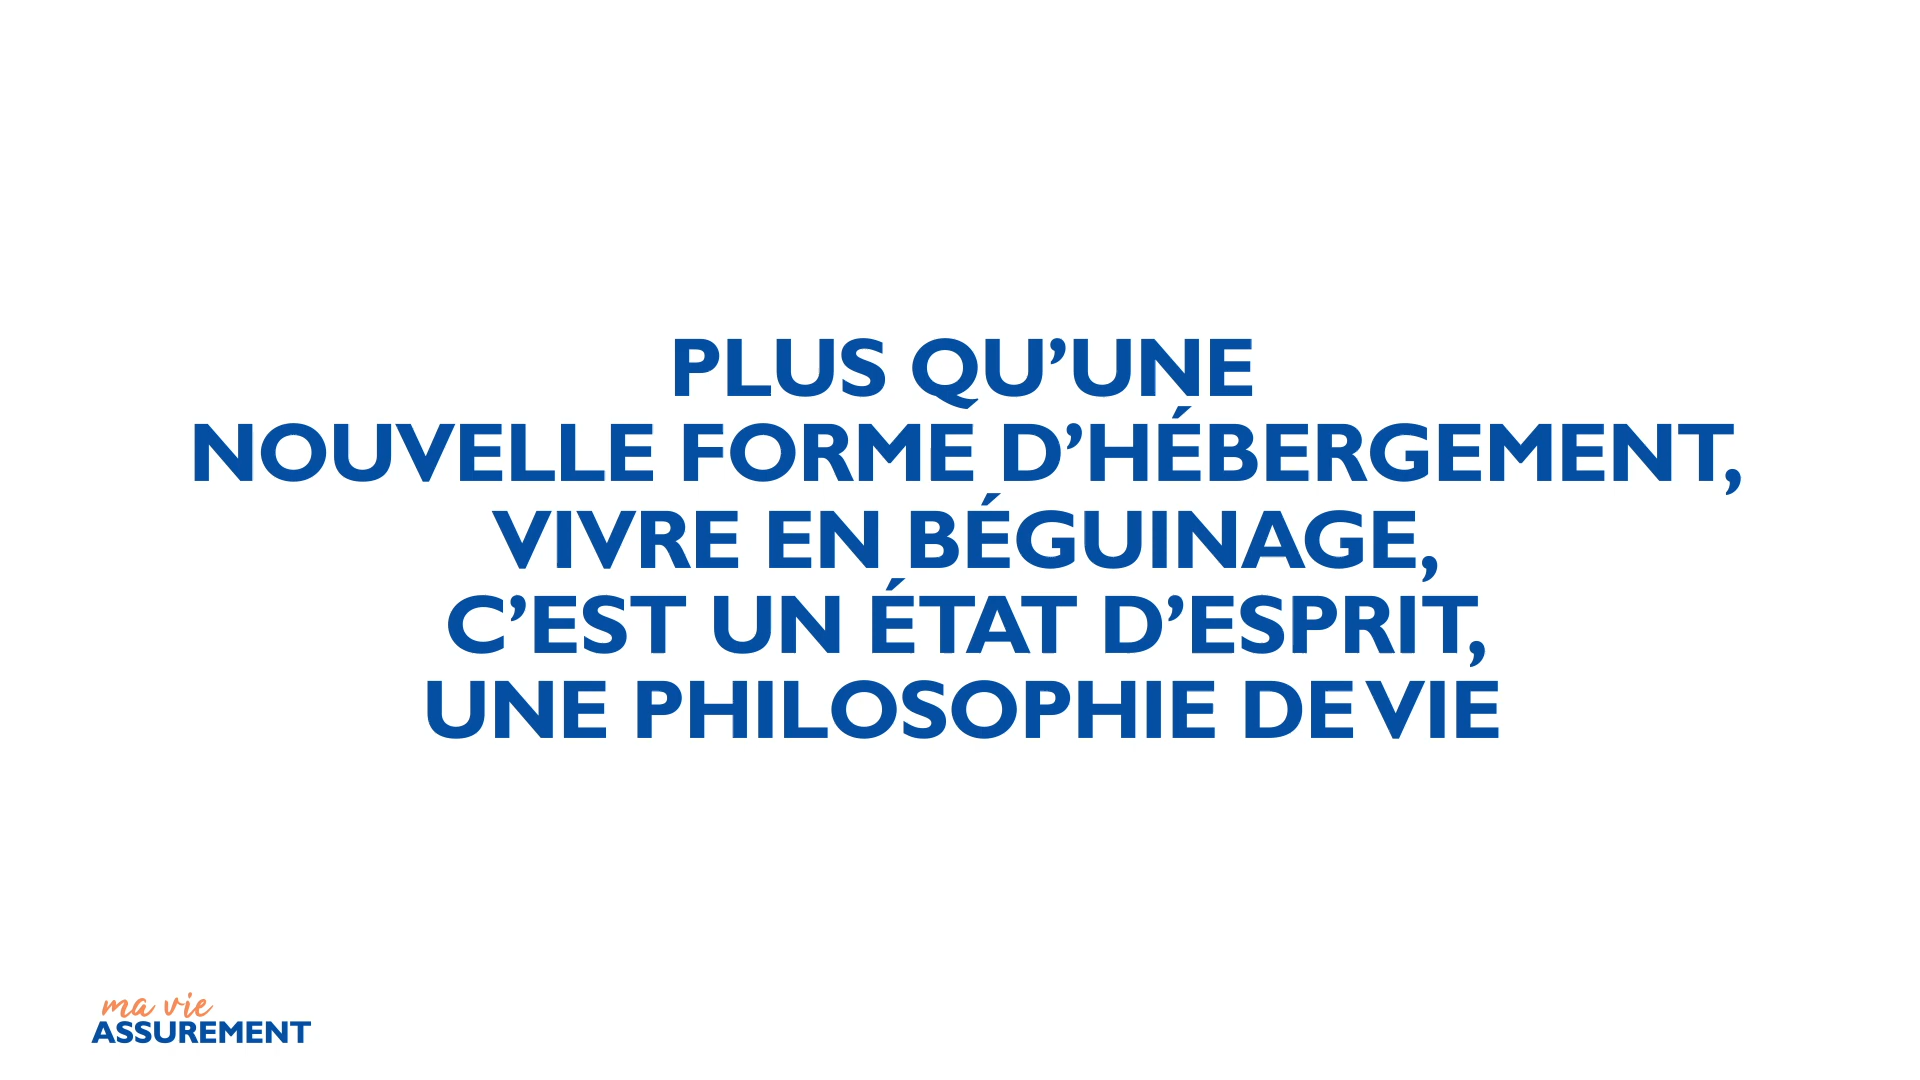 PLUS QU’UNE
NOUVELLE FORME D’HÉBERGEMENT,
VIVRE EN BÉGUINAGE,
C’EST UN ÉTAT D’ESPRIT,
UNE PHILOSOPHIE DE VIE
ma vie
ASSUREMENT